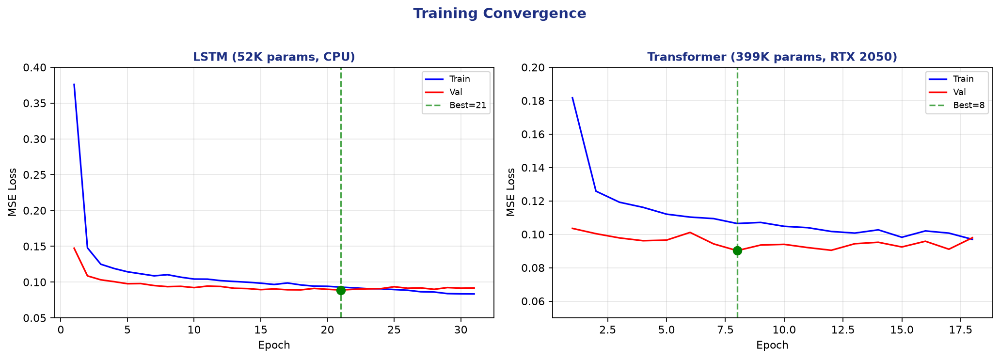 Training Convergence
LSTM (52K params, CPU)
0.40
0.35
0.30
0.25
0.20
0.15
0.10
0.05
MSE Loss
0 5 10 15 20 25 30
Epoch
Train
Val
Best=21
Transformer (399K params, RTX 2050)
0.20
0.18
0.16
0.14
0.12
0.10
0.08
0.06
MSE Loss
2.5 5.0 7.5 10.0 12.5 15.0 17.5
Epoch
Train
Val
Best=8